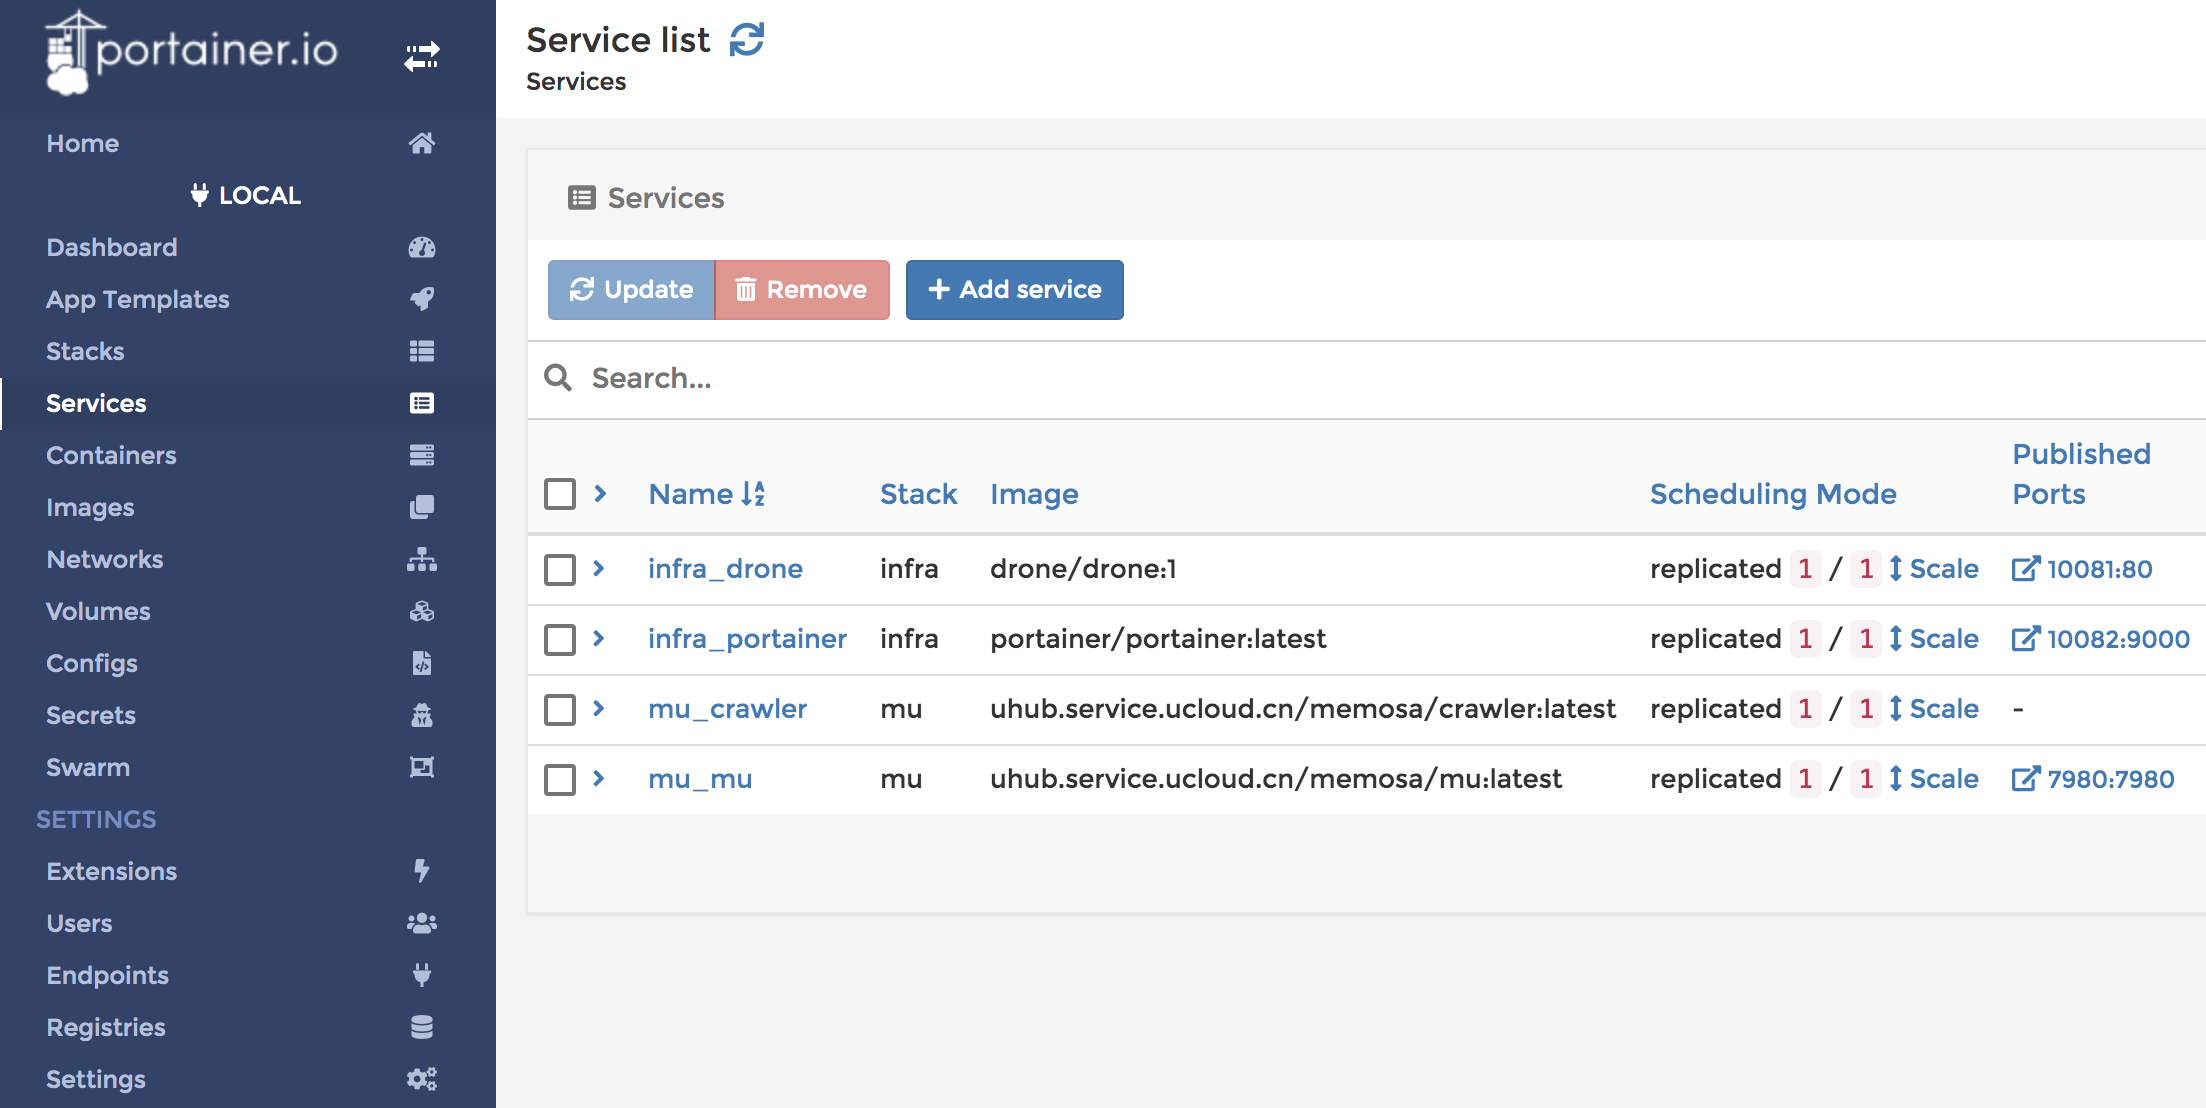 portainer.io
Home
LOCAL
Dashboard
App Templates
Stacks
Services
Containers
Images
Networks
Volumes
Configs
Secrets
Swarm
SETTINGS
Extensions
Users
Endpoints
Registries
Settings
Service list
Services
Services
Update Remove + Add service
Search...
Name Stack Image Scheduling Mode Published Ports
infra_drone infra drone/drone:1 replicated 1 / 1 Scale 10081:80
infra_portainer infra portainer/portainer:latest replicated 1 / 1 Scale 10082:9000
mu_crawler mu uhub.service.ucloud.cn/memosa/crawler:latest replicated 1 / 1 Scale -
mu_mu mu uhub.service.ucloud.cn/memosa/mu:latest replicated 1 / 1 Scale 7980:7980